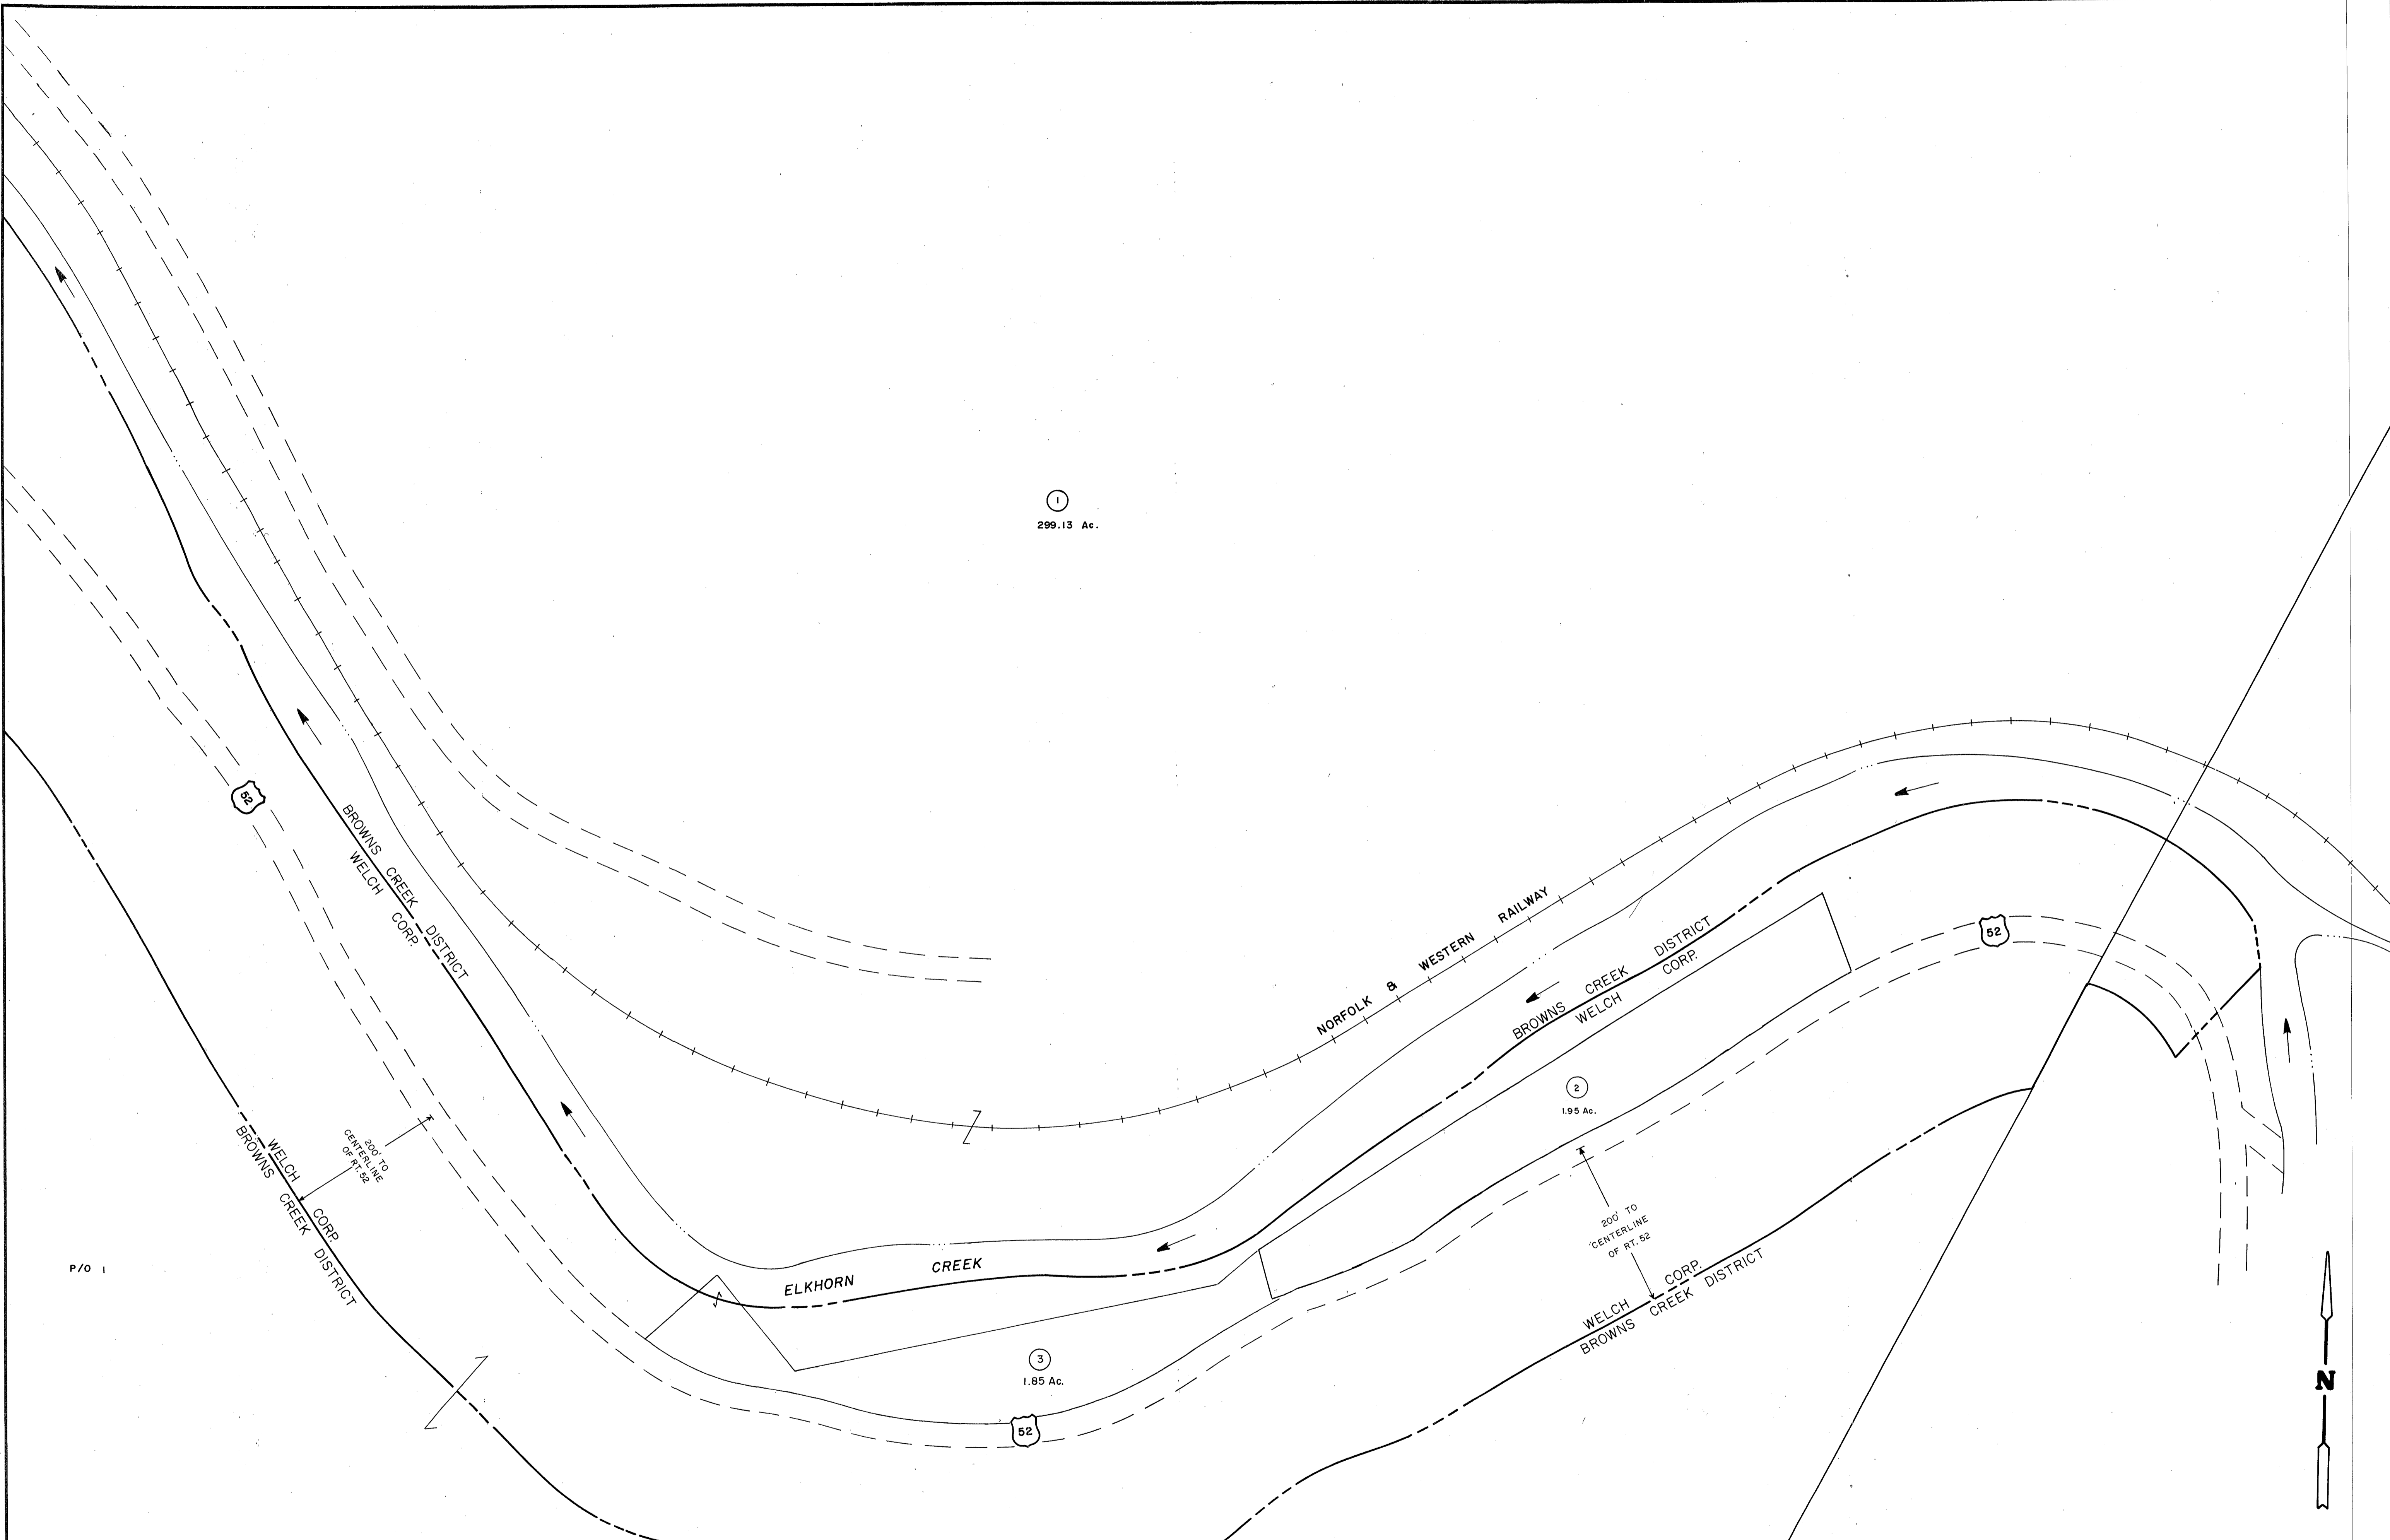 1
299.13 Ac.
52
BROWNS CREEK DISTRICT
WELCH CORP.
NORFOLK & WESTERN RAILWAY
52
BROWNS CREEK DISTRICT
WELCH CORP.
2
1.95 Ac.
200' TO
CENTERLINE
OF RT. 52
WELCH CORP.
BROWNS CREEK DISTRICT
200' TO
CENTERLINE
OF RT. 52
WELCH CORP.
BROWNS CREEK DISTRICT
P/O 1
ELKHORN CREEK
3
1.85 Ac.
52
N